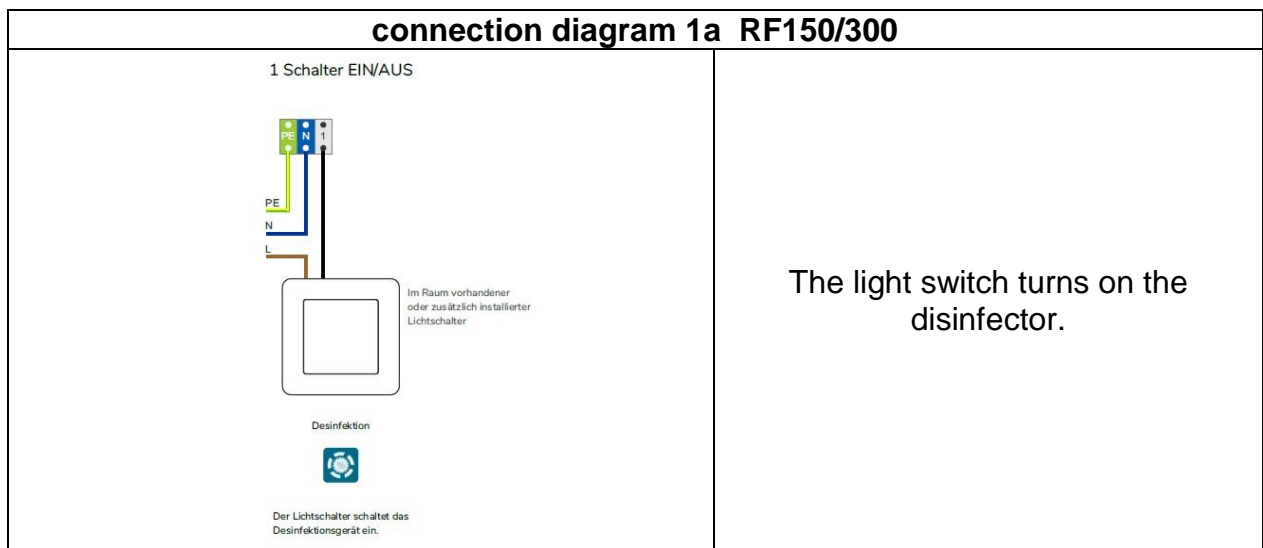 connection diagram 1a RF150/300
1 Schalter EIN/AUS
PE N 1
PE
N
L
Im Raum vorhandener
oder zusätzlich installierter
Lichtschalter
Desinfektion
Der Lichtschalter schaltet das
Desinfektionsgerät ein.
The light switch turns on the
disinfector.